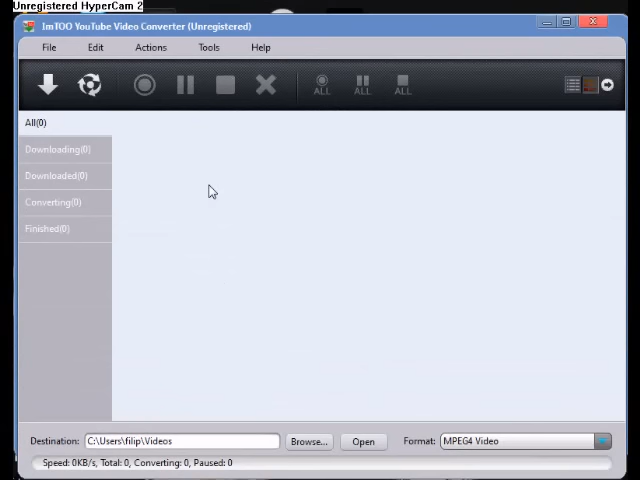 Unregistered HyperCam 2
ImTOO YouTube Video Converter (Unregistered)
File Edit Actions Tools Help
ALL ALL ALL
All(0)
Downloading(0)
Downloaded(0)
Converting(0)
Finished(0)
Destination: C:\Users\filip\Videos Browse... Open Format: MPEG4 Video
Speed: 0KB/s, Total: 0, Converting: 0, Paused: 0